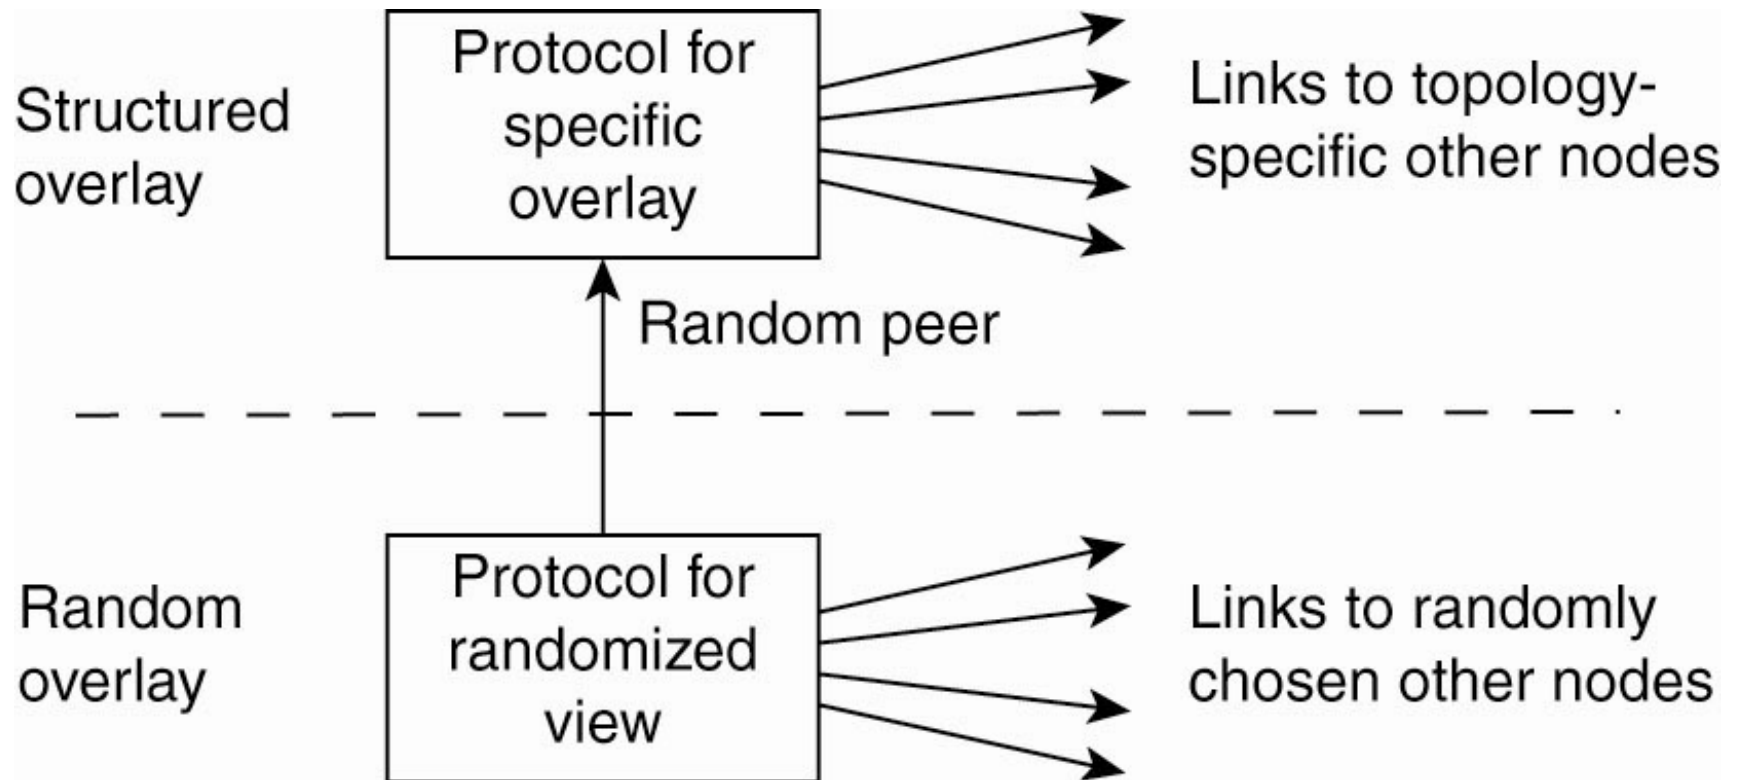 Structured
overlay
Protocol for
specific
overlay
Links to topology-
specific other nodes
Random peer
Random
overlay
Protocol for
randomized
view
Links to randomly
chosen other nodes